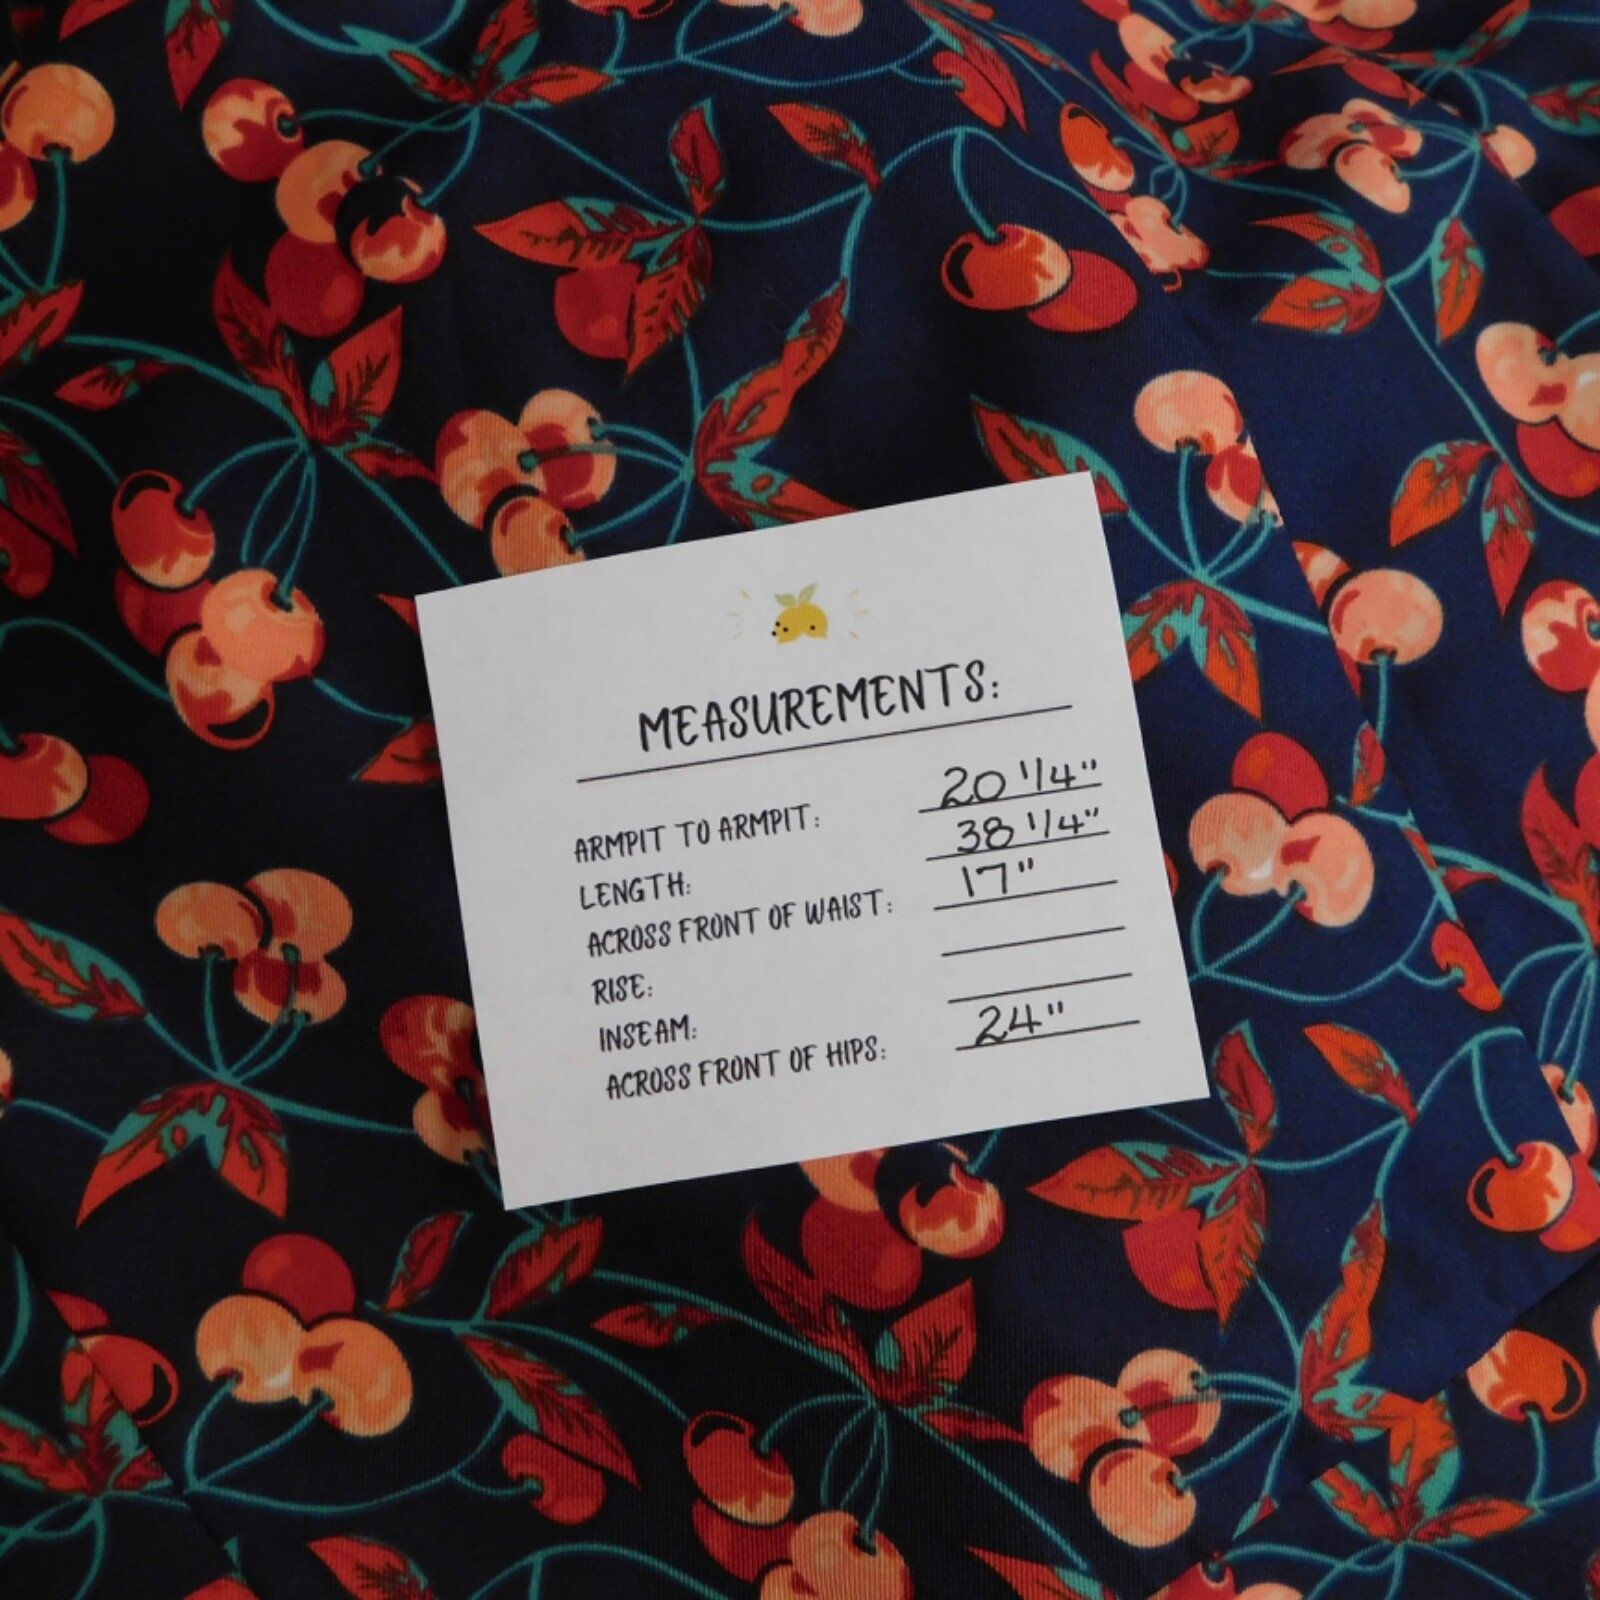 MEASUREMENTS:
ARMPIT TO ARMPIT: 20 1/4"
LENGTH: 38 1/4"
ACROSS FRONT OF WAIST: 17"
RISE:
INSEAM:
ACROSS FRONT OF HIPS: 24"